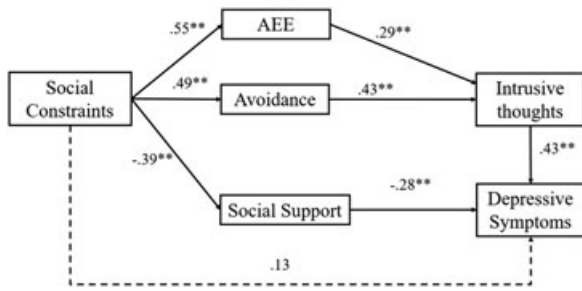 .55**
AEE
.29**
Social
Constraints
.49**
Avoidance
.43**
Intrusive
thoughts
-.39**
.43**
Social Support
-.28**
Depressive
Symptoms
.13